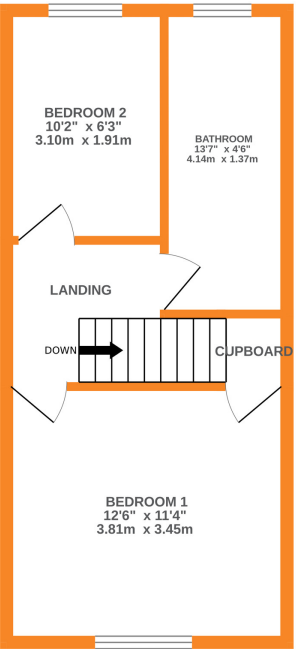 BEDROOM 2
10'2" x 6'3"
3.10m x 1.91m
BATHROOM
13'7" x 4'6"
4.14m x 1.37m
LANDING
DOWN
CUPBOARD
BEDROOM 1
12'6" x 11'4"
3.81m x 3.45m